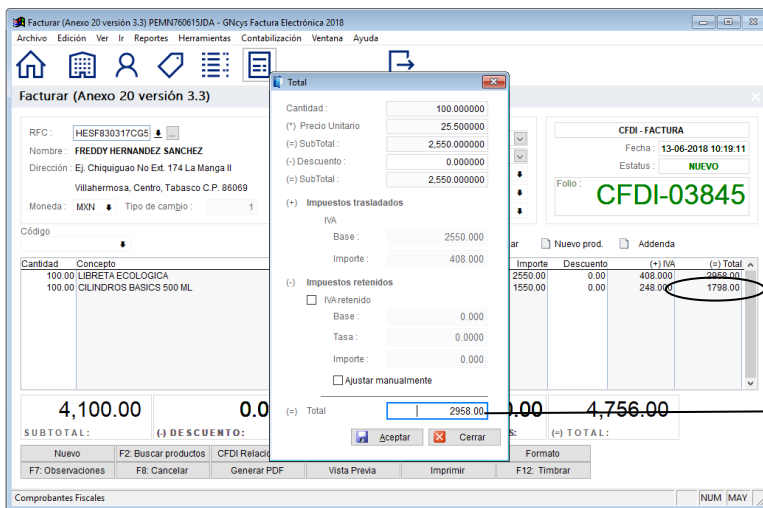 Facturar (Anexo 20 versión 3.3) PEMN760615JDA - GNcys Factura Electrónica 2018
Archivo Edición Ver Ir Reportes Herramientas Contabilización Ventana Ayuda
Facturar (Anexo 20 versión 3.3)
RFC : HESF830317CG5 ...
Nombre : FREDDY HERNANDEZ SANCHEZ
Dirección : Ej. Chiquiguao No Ext. 174 La Manga II
Villahermosa, Centro, Tabasco C.P. 86069
Moneda : MXN Tipo de cambio : 1
CFDI - FACTURA
Fecha : 13-06-2018 10:19:11
Estatus : NUEVO
Folio :
CFDI-03845
Código
ar Nuevo prod. Addenda
Cantidad Concepto Importe Descuento (+) IVA (=) Total
100.00 LIBRETA ECOLOGICA 2550.00 0.00 408.000 2958.00
100.00 CILINDROS BASICS 500 ML 1550.00 0.00 248.000 1798.00
Total
Cantidad : 100.000000
(*) Precio Unitario 25.500000
(=) SubTotal : 2,550.000000
(-) Descuento : 0.000000
(=) SubTotal : 2,550.000000
(+) Impuestos trasladados
IVA
Base : 2550.000
Importe : 408.000
(-) Impuestos retenidos
IVA retenido
Base : 0.000
Tasa : 0.0000
Importe : 0.000
Ajustar manualmente
(=) Total 2958.00
Aceptar Cerrar
4,100.00 0.0 0.00 4,756.00
SUBTOTAL: (-) DESCUENTO: S: (=) TOTAL:
Nuevo F2: Buscar productos CFDI Relacio Formato
F7: Observaciones F8: Cancelar Generar PDF Vista Previa Imprimir F12: Timbrar
Comprobantes Fiscales NUM MAY